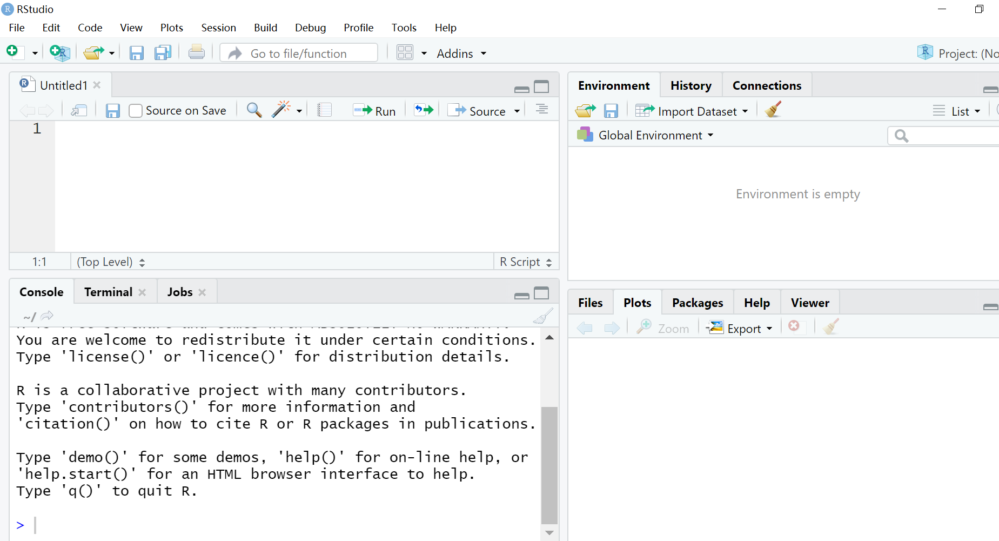 RStudio
File Edit Code View Plots Session Build Debug Profile Tools Help
Go to file/function Addins Project: (No
Untitled1
Source on Save Run Source
1
1:1 (Top Level) R Script
Console Terminal Jobs
~/
You are welcome to redistribute it under certain conditions.
Type 'license()' or 'licence()' for distribution details.
R is a collaborative project with many contributors.
Type 'contributors()' for more information and
'citation()' on how to cite R or R packages in publications.
Type 'demo()' for some demos, 'help()' for on-line help, or
'help.start()' for an HTML browser interface to help.
Type 'q()' to quit R.
>
Environment History Connections
Import Dataset List
Global Environment
Environment is empty
Files Plots Packages Help Viewer
Zoom Export